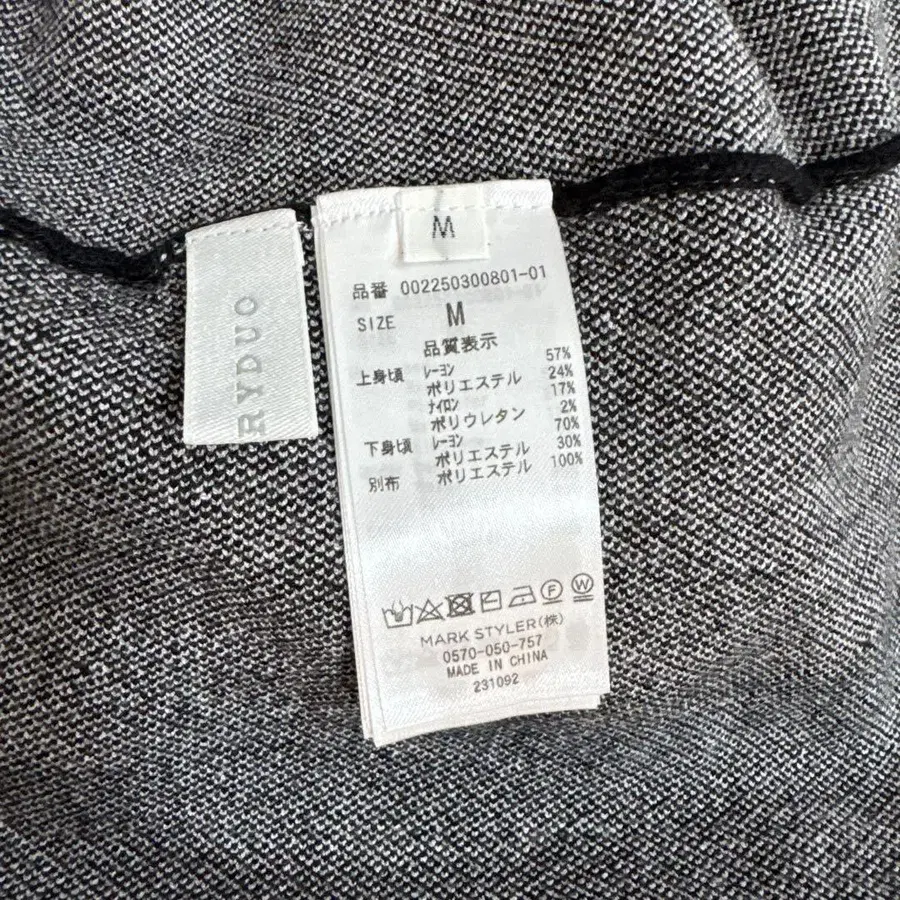 M
品番 002250300801-01
SIZE M
品質表示
上身頃 レーヨン 57%
ポリエステル 24%
ナイロン 17%
ポリウレタン 2%
下身頃 レーヨン 70%
ポリエステル 30%
別布 ポリエステル 100%
W
MARK STYLER(株)
0570-050-757
MADE IN CHINA
231092
RYDUO